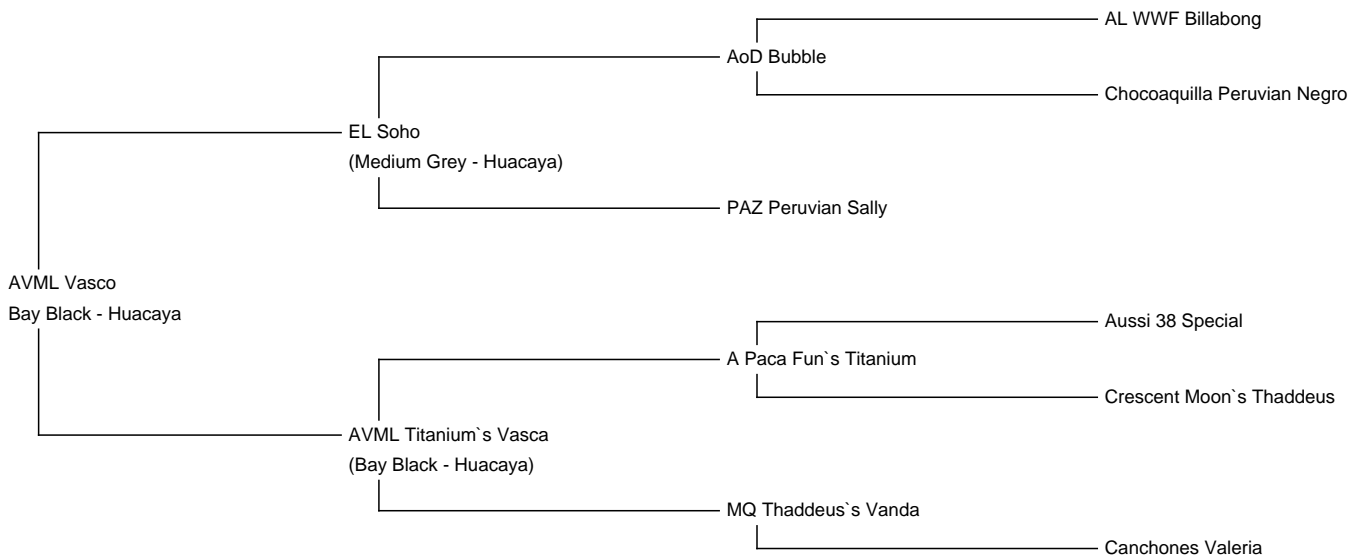 AL WWF Billabong
AoD Bubble
Chocoaquilla Peruvian Negro
EL Soho
(Medium Grey - Huacaya)
PAZ Peruvian Sally
AVML Vasco
Bay Black - Huacaya
Aussi 38 Special
A Paca Fun`s Titanium
Crescent Moon`s Thaddeus
AVML Titanium`s Vasca
(Bay Black - Huacaya)
MQ Thaddeus`s Vanda
Canchones Valeria